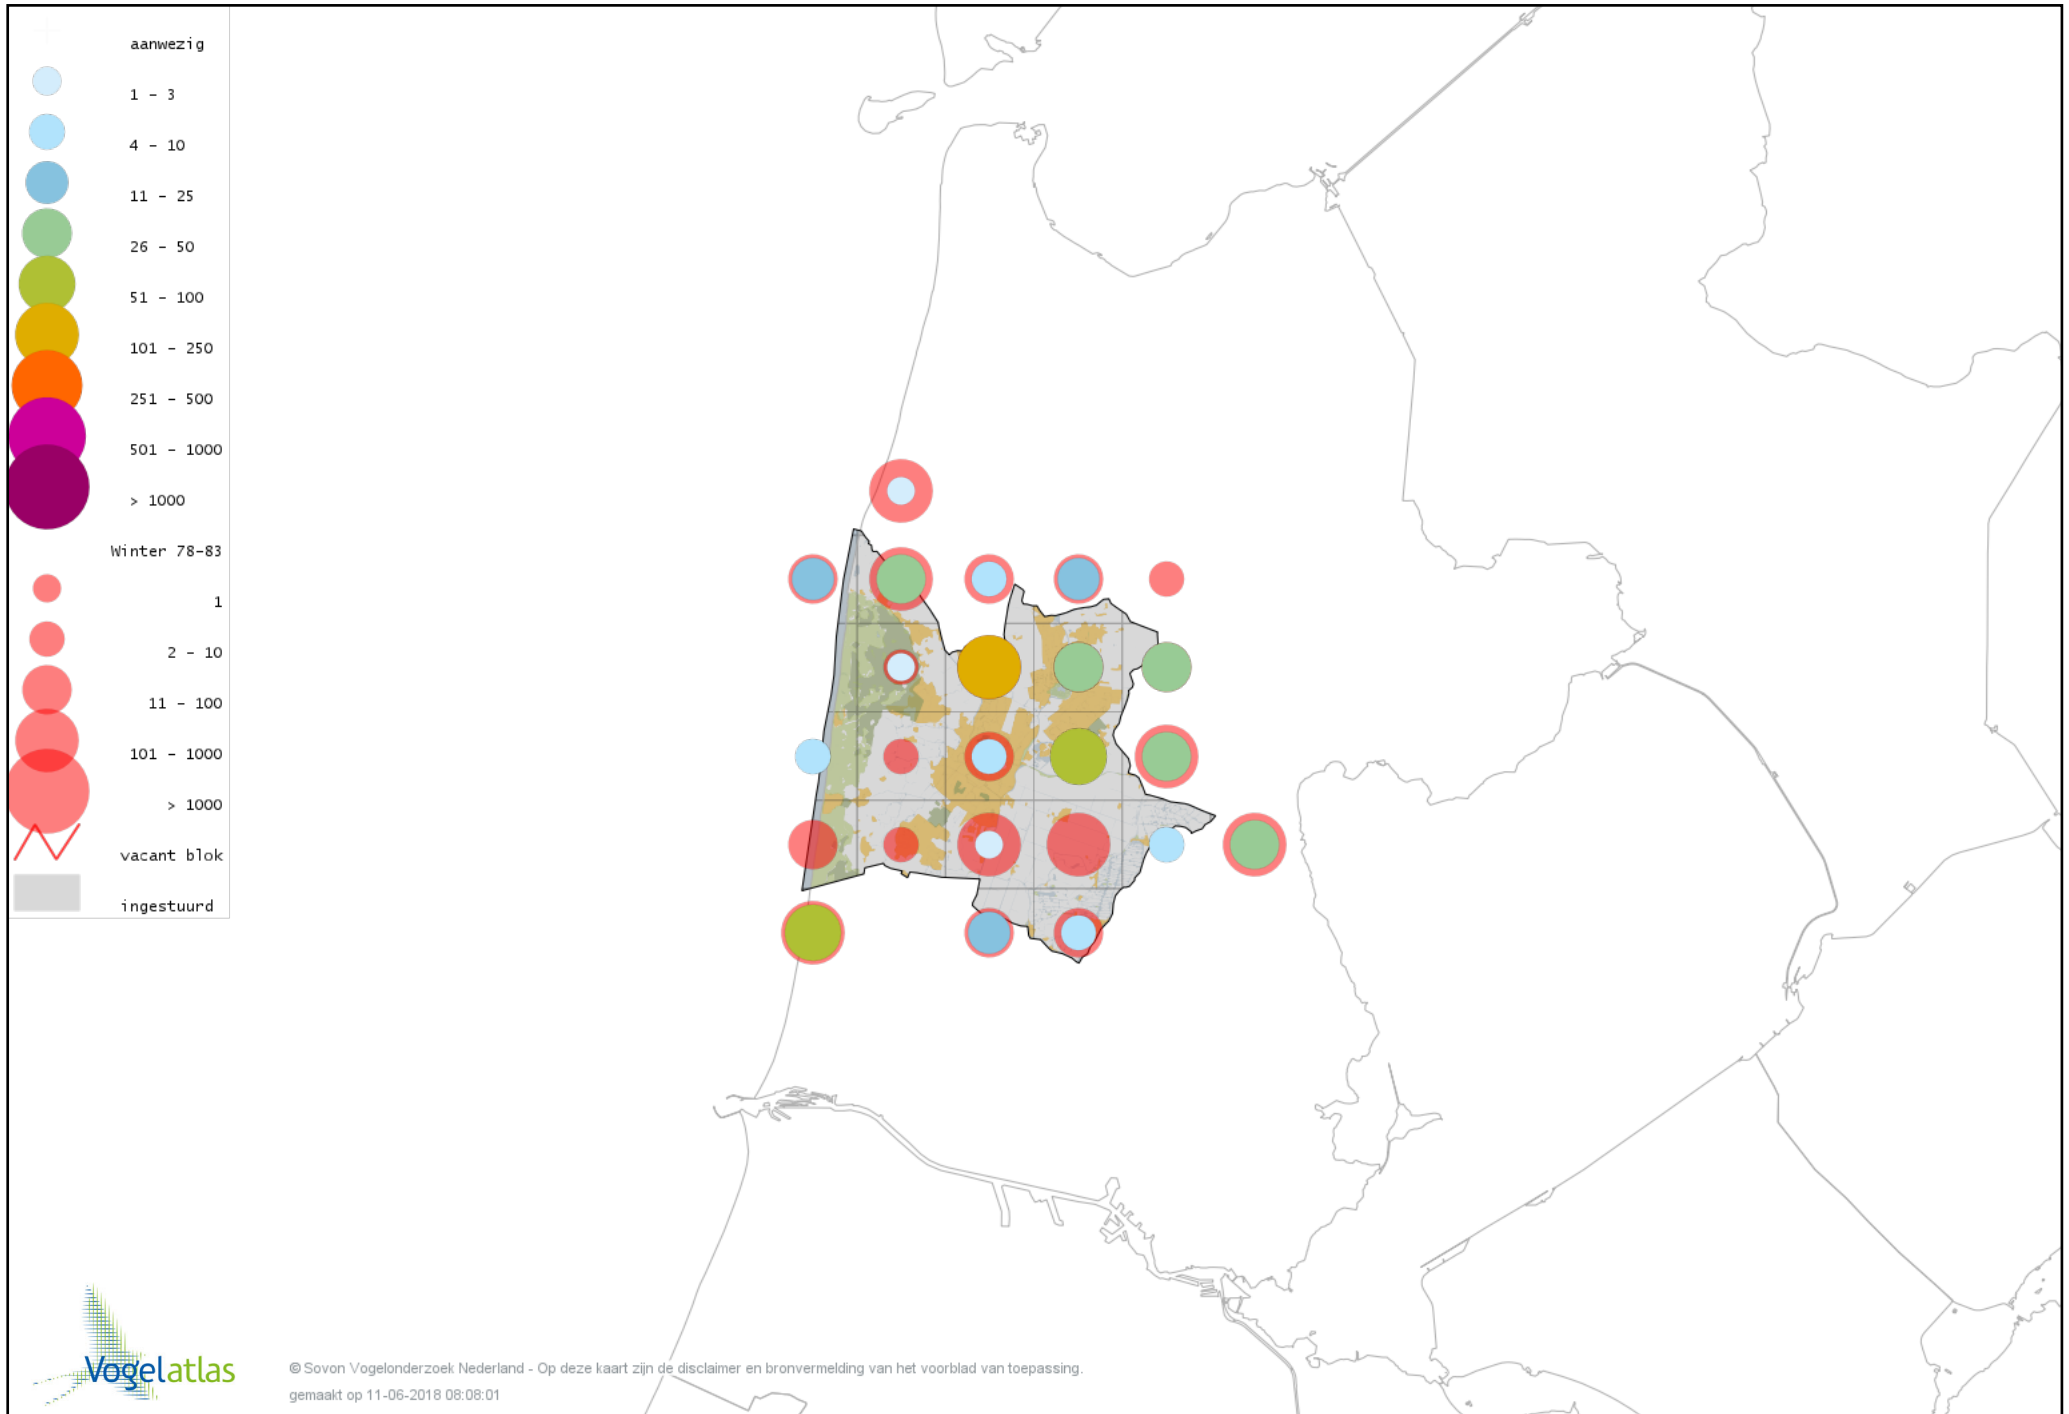 aanwezig
1 - 3
4 - 10
11 - 25
26 - 50
51 - 100
101 - 250
251 - 500
501 - 1000
> 1000
Winter 78-83
1
2 - 10
11 - 100
101 - 1000
> 1000
vacant blok
ingestuurd
Vogelatlas
© Sovon Vogelonderzoek Nederland - Op deze kaart zijn de disclaimer en bronvermelding van het voorblad van toepassing.
gemaakt op 11-06-2018 08:08:01